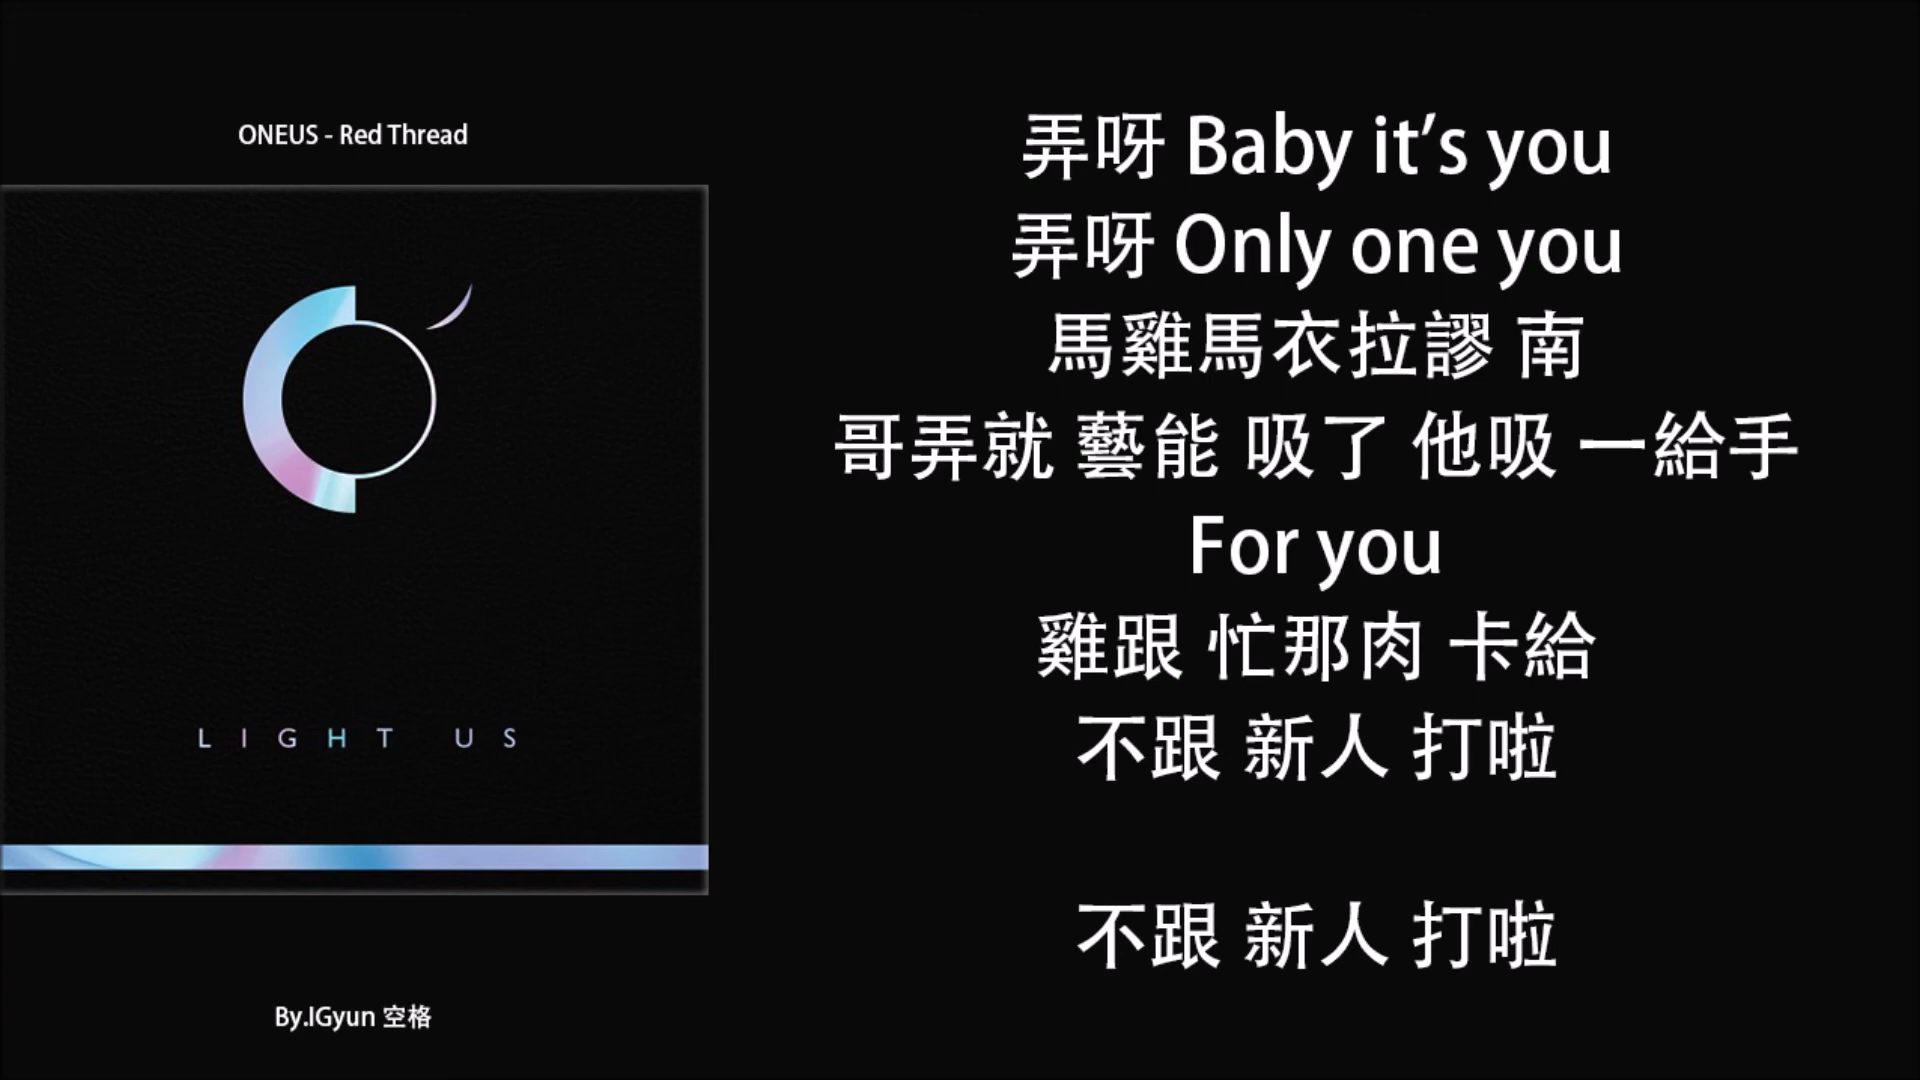 ONEUS - Red Thread
LIGHT US
By.IGyun 空格
弄呀 Baby it’s you
弄呀 Only one you
馬雞馬衣拉謬 南
哥弄就 藝能 吸了 他吸 一給手
For you
雞跟 忙那肉 卡給
不跟 新人 打啦
不跟 新人 打啦